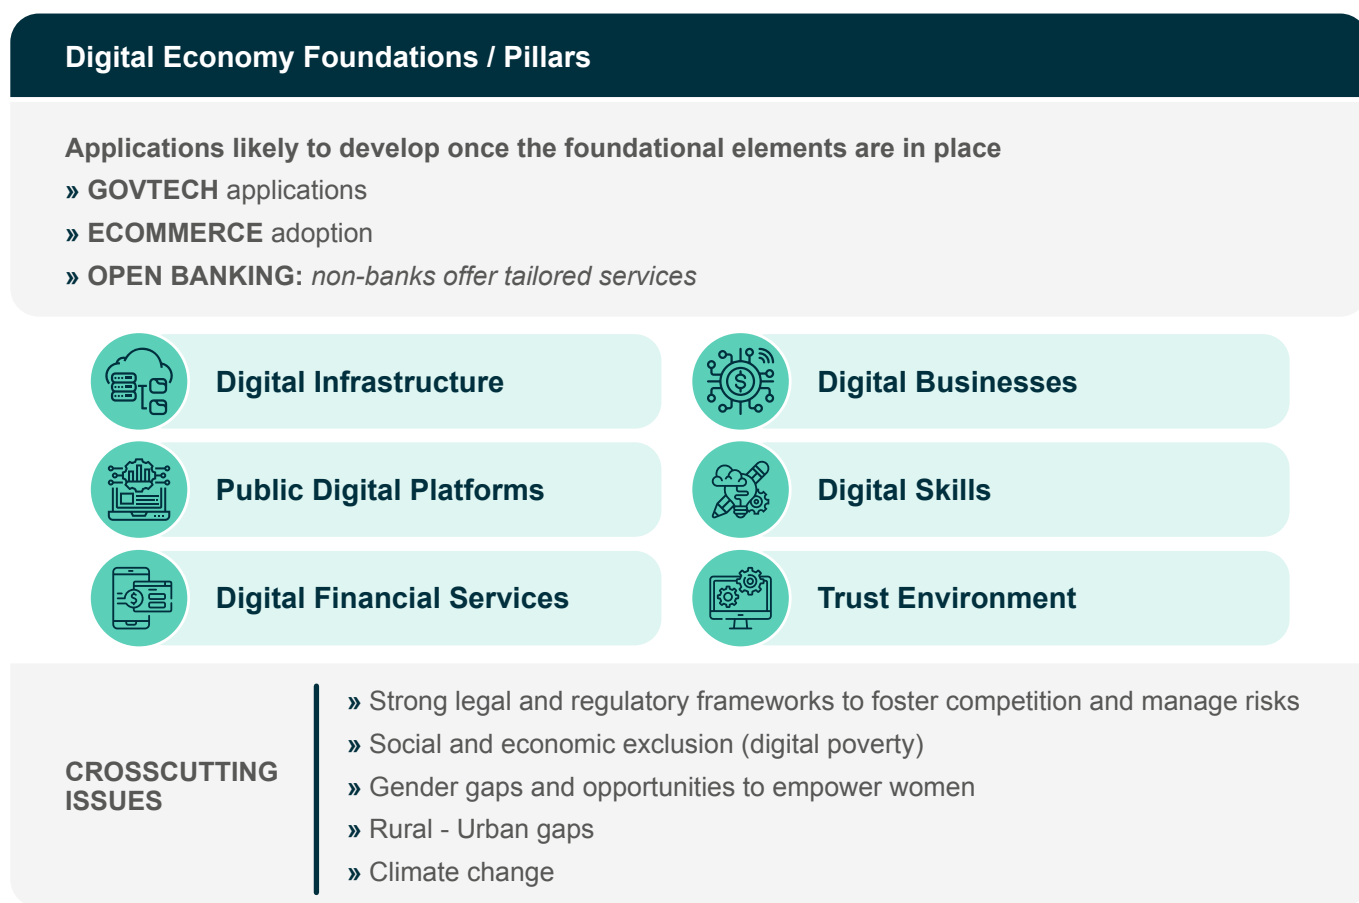 Digital Economy Foundations / Pillars
Applications likely to develop once the foundational elements are in place
» GOVTECH applications
» ECOMMERCE adoption
» OPEN BANKING: non-banks offer tailored services
Digital Infrastructure
Digital Businesses
Public Digital Platforms
Digital Skills
Digital Financial Services
Trust Environment
CROSSCUTTING
ISSUES
» Strong legal and regulatory frameworks to foster competition and manage risks
» Social and economic exclusion (digital poverty)
» Gender gaps and opportunities to empower women
» Rural - Urban gaps
» Climate change